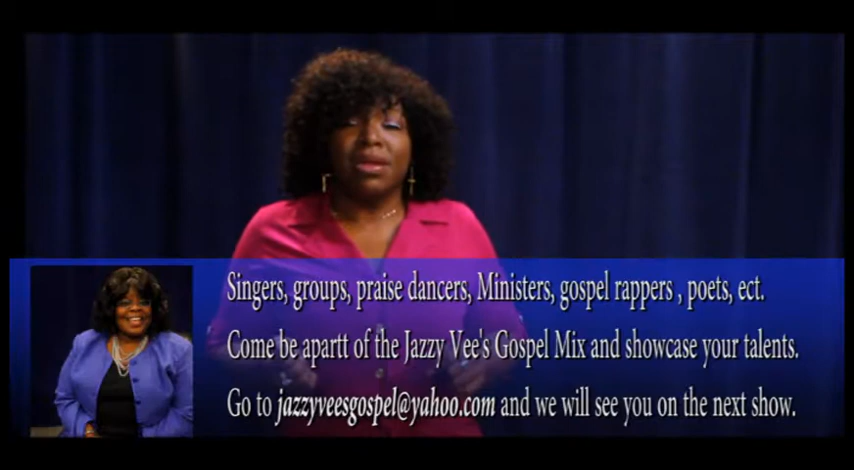 Singers, groups, praise dancers, Ministers, gospel rappers , poets, ect.
Come be apartt of the Jazzy Vee's Gospel Mix and showcase your talents.
Go to jazzyveesgospel@yahoo.com and we will see you on the next show.